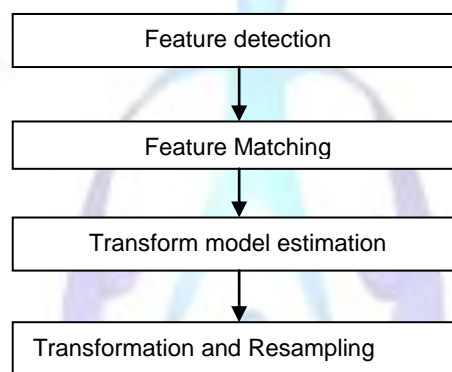 Feature detection
Feature Matching
Transform model estimation
Transformation and Resampling